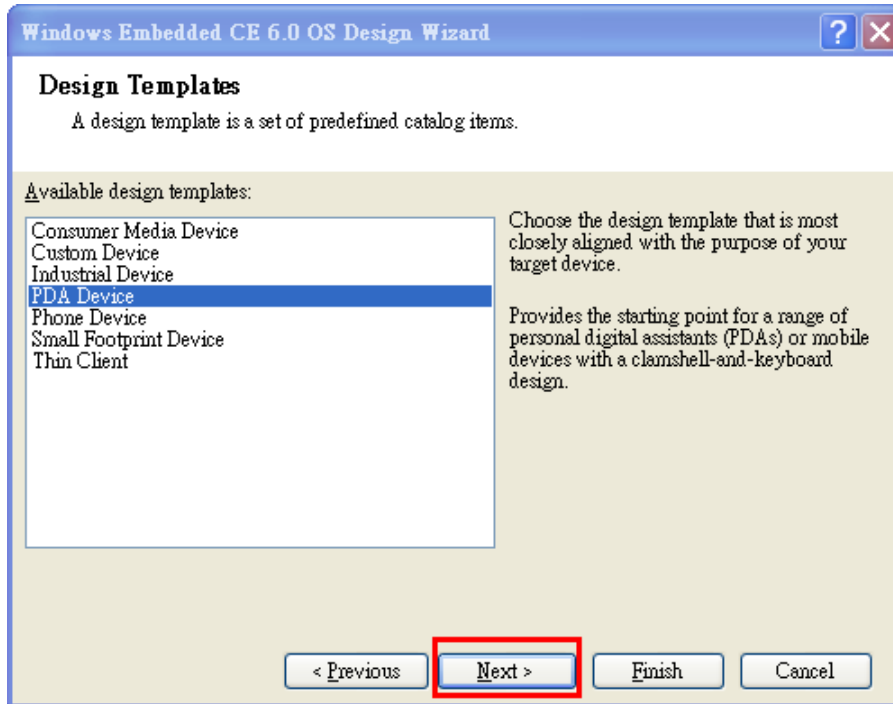 Windows Embedded CE 6.0 OS Design Wizard
Design Templates
A design template is a set of predefined catalog items.
Available design templates:
Consumer Media Device
Custom Device
Industrial Device
PDA Device
Phone Device
Small Footprint Device
Thin Client
Choose the design template that is most
closely aligned with the purpose of your
target device.
Provides the starting point for a range of
personal digital assistants (PDAs) or mobile
devices with a clamshell-and-keyboard
design.
< Previous
Next >
Finish
Cancel